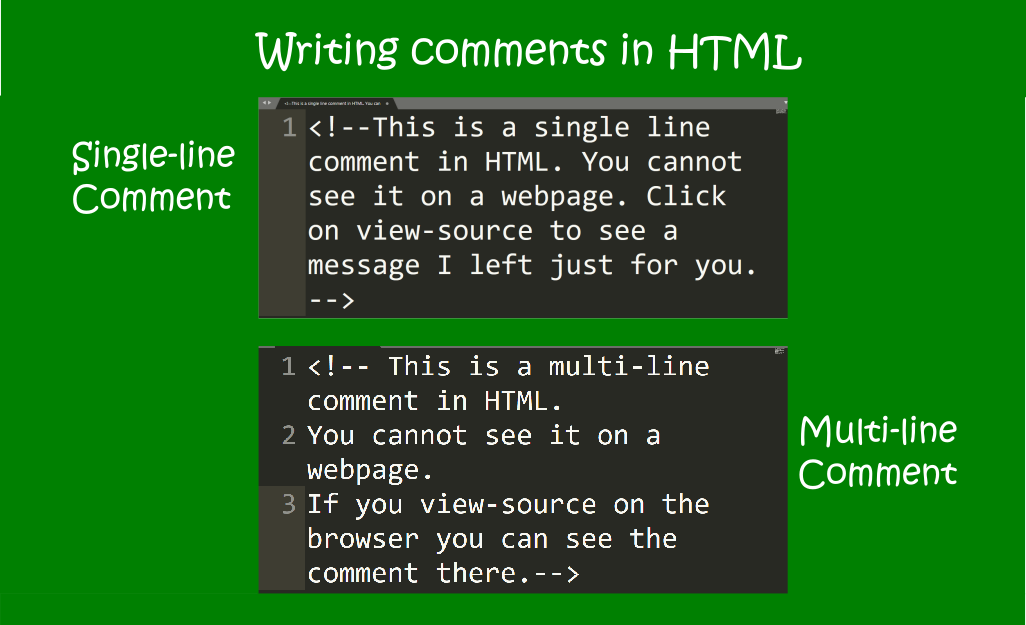 Writing comments in HTML
<!--This is a single line comment in HTML. You can
Single-line
Comment
1 <!--This is a single line
comment in HTML. You cannot
see it on a webpage. Click
on view-source to see a
message I left just for you.
-->
1 <!-- This is a multi-line
comment in HTML.
2 You cannot see it on a
webpage.
3 If you view-source on the
browser you can see the
comment there.-->
Multi-line
Comment